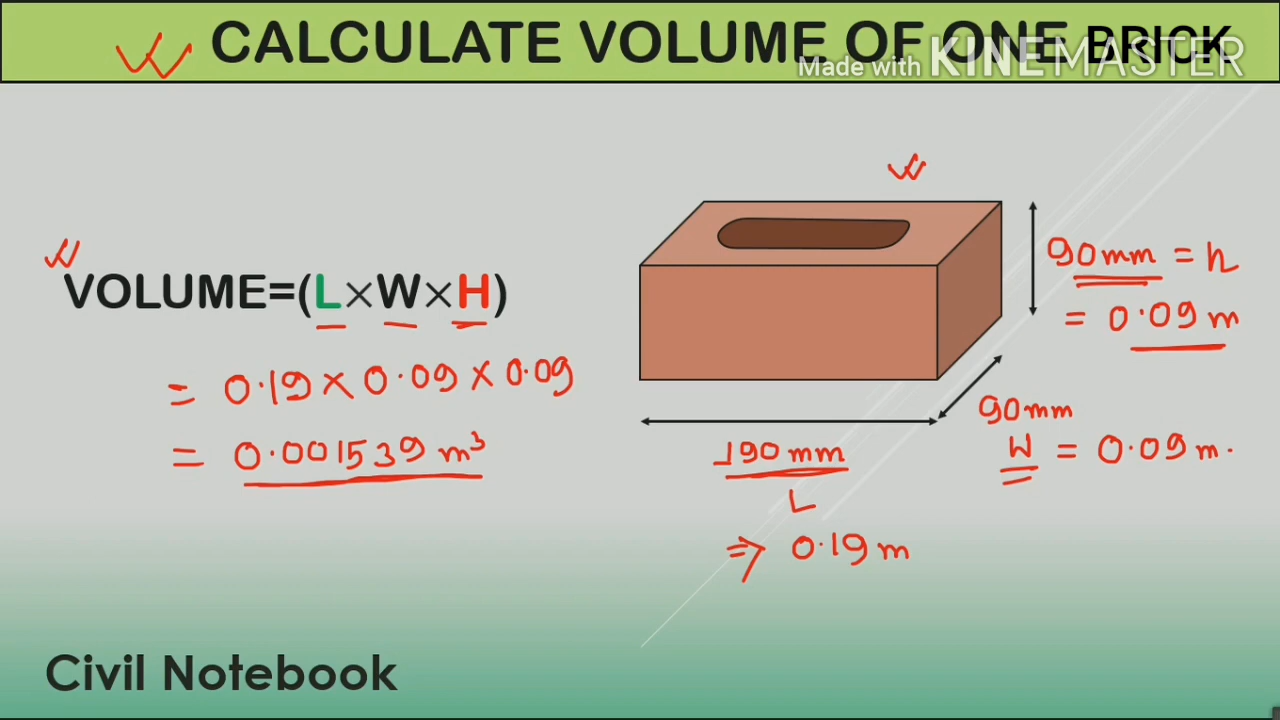 CALCULATE VOLUME OF ONE BRICK
Made with KINEMASTER
VOLUME=(L×W×H)
= 0.19 × 0.09 × 0.09
= 0.001539 m³
90mm = h
= 0.09 m
90mm
W = 0.09 m.
190 mm
L
⇒ 0.19 m
Civil Notebook